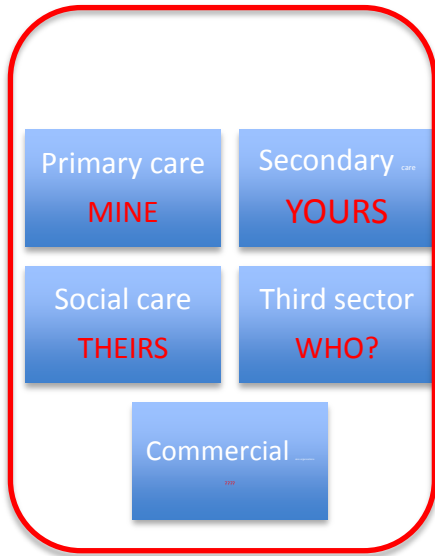 Primary care
MINE
Secondary care
YOURS
Social care
THEIRS
Third sector
WHO?
Commercial